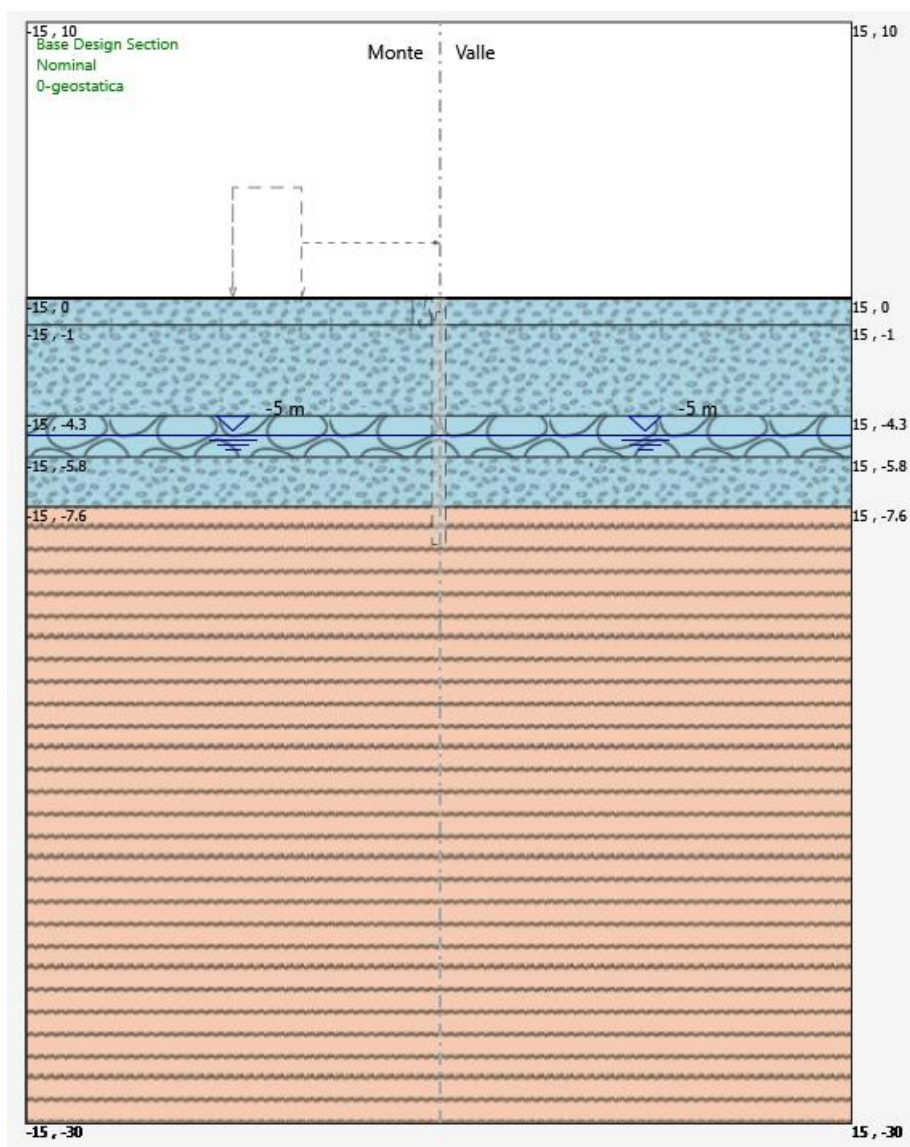 -15 , 10
15 , 10
Base Design Section
Nominal
0-geostatica
Monte
Valle
-15 , 0
15 , 0
-15 , -1
15 , -1
-5 m
-5 m
-15 , -4.3
15 , -4.3
-15 , -5.8
15 , -5.8
-15 , -7.6
15 , -7.6
-15 , -30
15 , -30